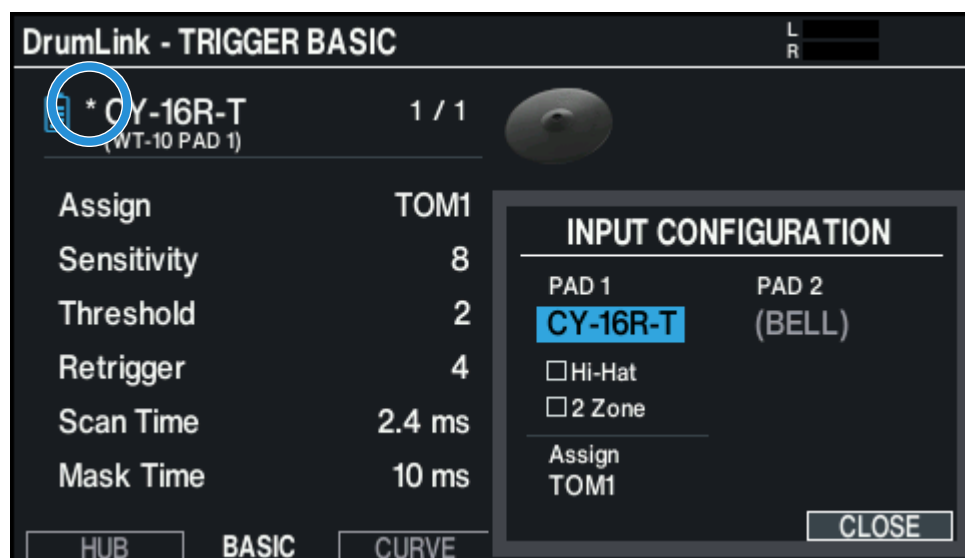 DrumLink - TRIGGER BASIC
L
R
* CY-16R-T 1 / 1
(WT-10 PAD 1)
Assign TOM1
Sensitivity 8
Threshold 2
Retrigger 4
Scan Time 2.4 ms
Mask Time 10 ms
HUB BASIC CURVE
INPUT CONFIGURATION
PAD 1 PAD 2
CY-16R-T (BELL)
Hi-Hat
2 Zone
Assign
TOM1
CLOSE